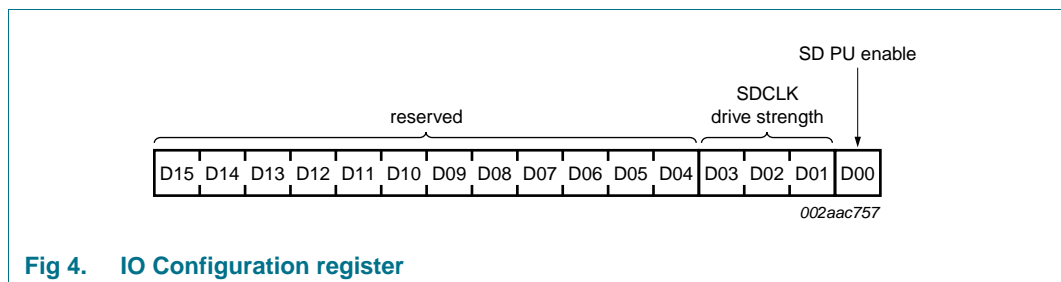 SD PU enable
SDCLK
drive strength
reserved
D15 D14 D13 D12 D11 D10 D09 D08 D07 D06 D05 D04 D03 D02 D01 D00
002aac757
Fig 4. IO Configuration register